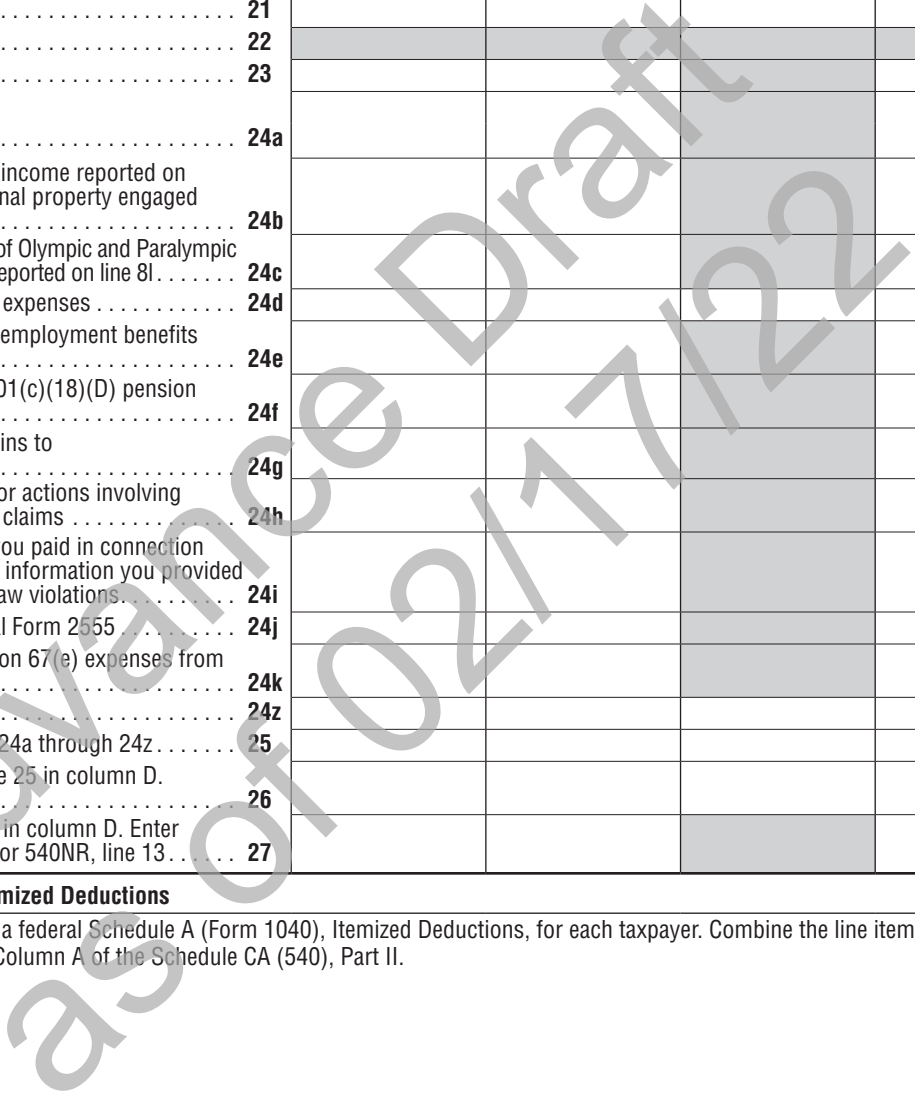 . . . . . . . . . . . . . . . . . . . . 21
. . . . . . . . . . . . . . . . . . . . 22
. . . . . . . . . . . . . . . . . . . . 23
. . . . . . . . . . . . . . . . . . . . 24a
income reported on
nal property engaged
. . . . . . . . . . . . . . . . . . . . 24b
of Olympic and Paralympic
eported on line 8l. . . . . . . 24c
expenses . . . . . . . . . . . . . 24d
employment benefits
. . . . . . . . . . . . . . . . . . . . 24e
01(c)(18)(D) pension
. . . . . . . . . . . . . . . . . . . . 24f
ins to
. . . . . . . . . . . . . . . . . . . . 24g
or actions involving
claims . . . . . . . . . . . . . . . 24h
ou paid in connection
information you provided
aw violations. . . . . . . . . . 24i
l Form 2555 . . . . . . . . . . 24j
on 67(e) expenses from
. . . . . . . . . . . . . . . . . . . . 24k
. . . . . . . . . . . . . . . . . . . . 24z
24a through 24z. . . . . . . 25
e 25 in column D.
. . . . . . . . . . . . . . . . . . . . 26
in column D. Enter
or 540NR, line 13. . . . . . 27
mized Deductions
a federal Schedule A (Form 1040), Itemized Deductions, for each taxpayer. Combine the line item
Column A of the Schedule CA (540), Part II.
dvance Draft
as of 02/17/22